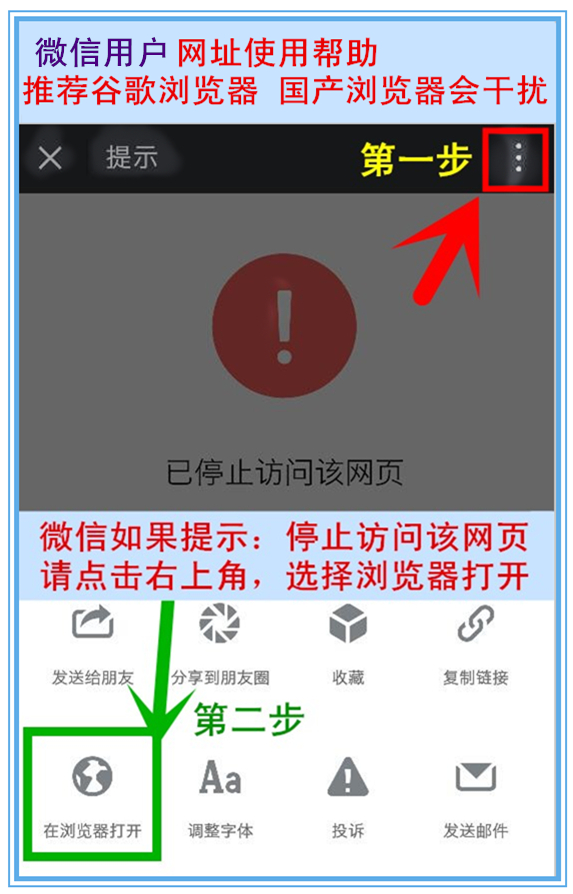 微信用户 网址使用帮助
推荐谷歌浏览器 国产浏览器会干扰
提示 第一步
已停止访问该网页
微信如果提示：停止访问该网页
请点击右上角，选择浏览器打开
发送给朋友 分享到朋友圈 收藏 复制链接
第二步
Aa
在浏览器打开 调整字体 投诉 发送邮件